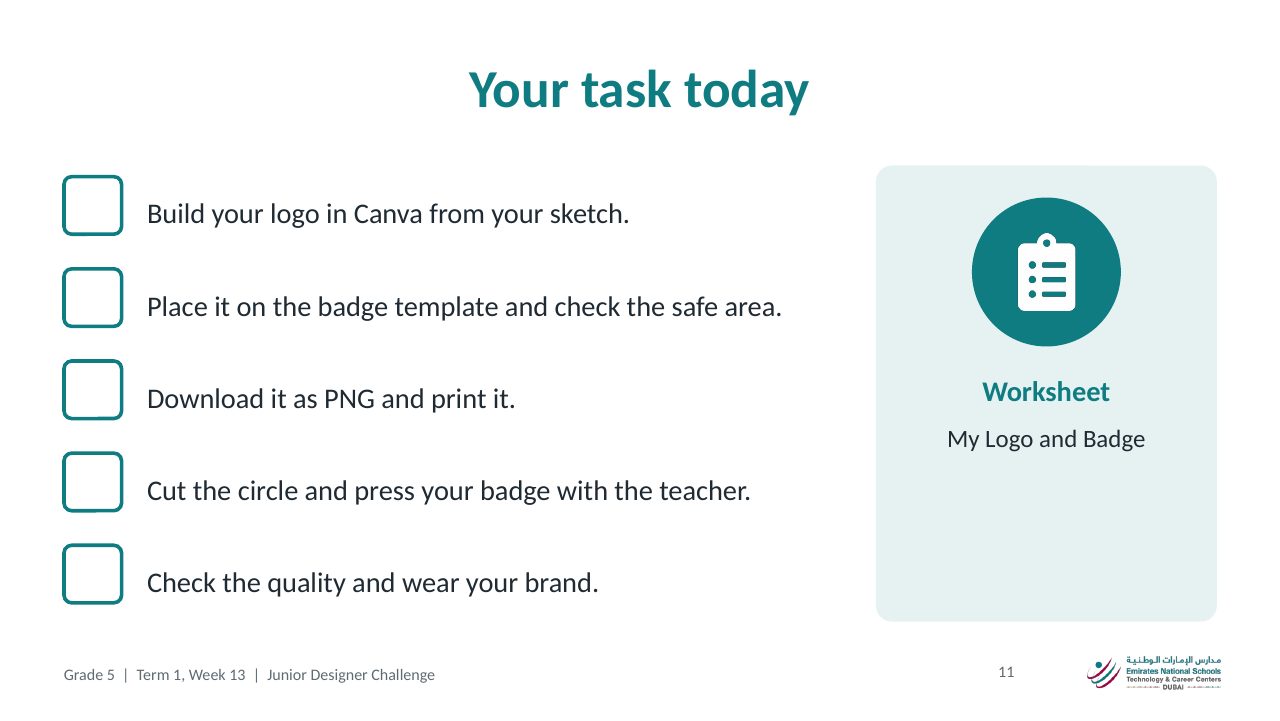 Your task today
Build your logo in Canva from your sketch.
Place it on the badge template and check the safe area.
Download it as PNG and print it.
Cut the circle and press your badge with the teacher.
Check the quality and wear your brand.
Worksheet
My Logo and Badge
Grade 5 | Term 1, Week 13 | Junior Designer Challenge
11
مدارس الإمارات الوطنية
Emirates National Schools
Technology & Career Centers
DUBAI